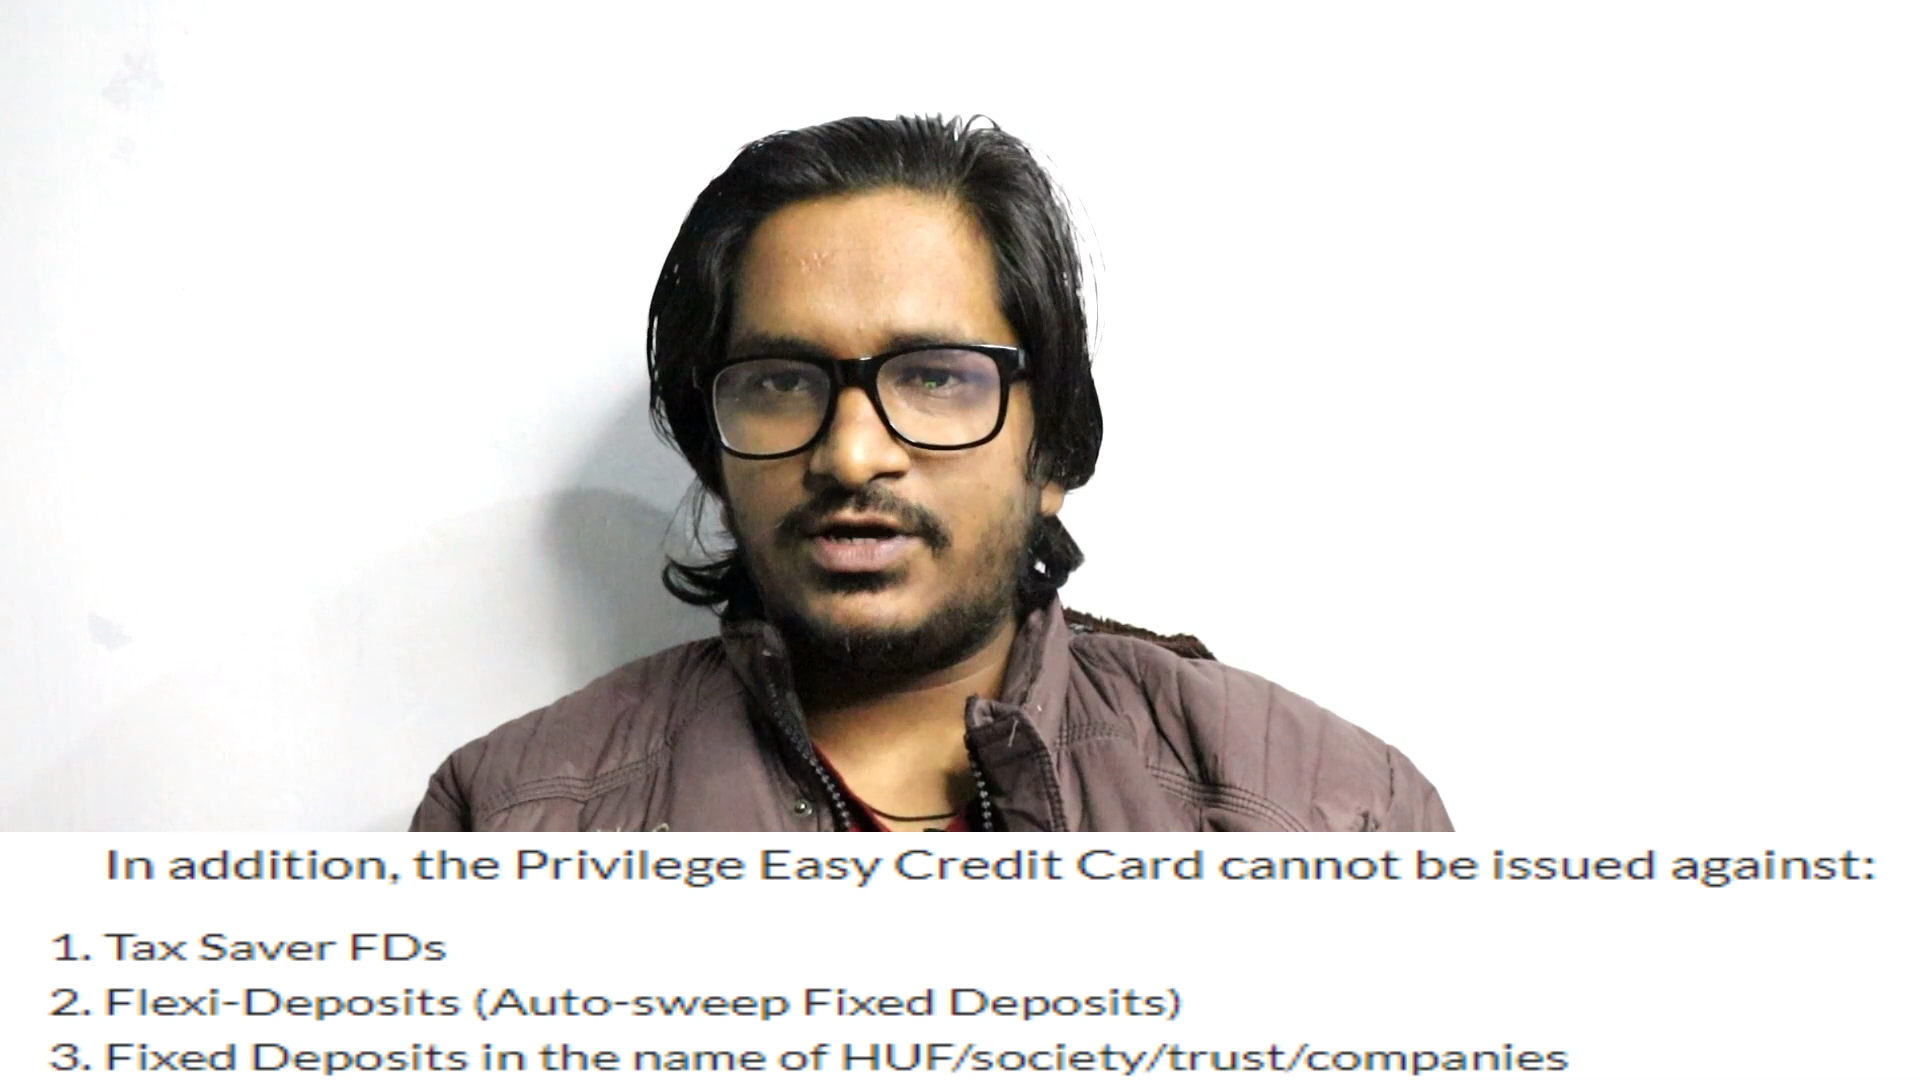 In addition, the Privilege Easy Credit Card cannot be issued against:
1. Tax Saver FDs
2. Flexi-Deposits (Auto-sweep Fixed Deposits)
3. Fixed Deposits in the name of HUF/society/trust/companies